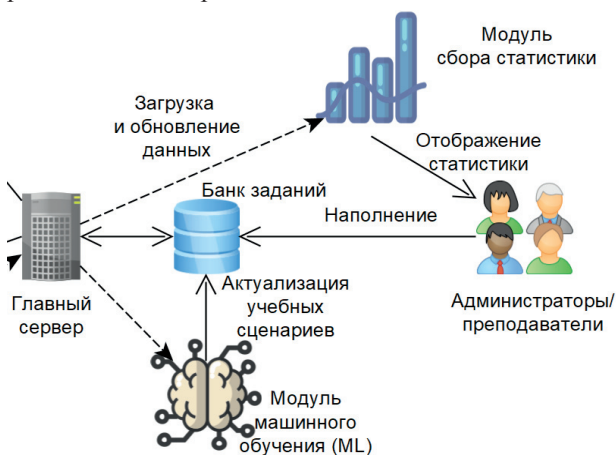 Модуль
сбора статистики
Загрузка
и обновление
данных
Отображение
статистики
Банк заданий
Наполнение
Главный
сервер
Актуализация
учебных
сценариев
Администраторы/
преподаватели
Модуль
машинного
обучения (ML)